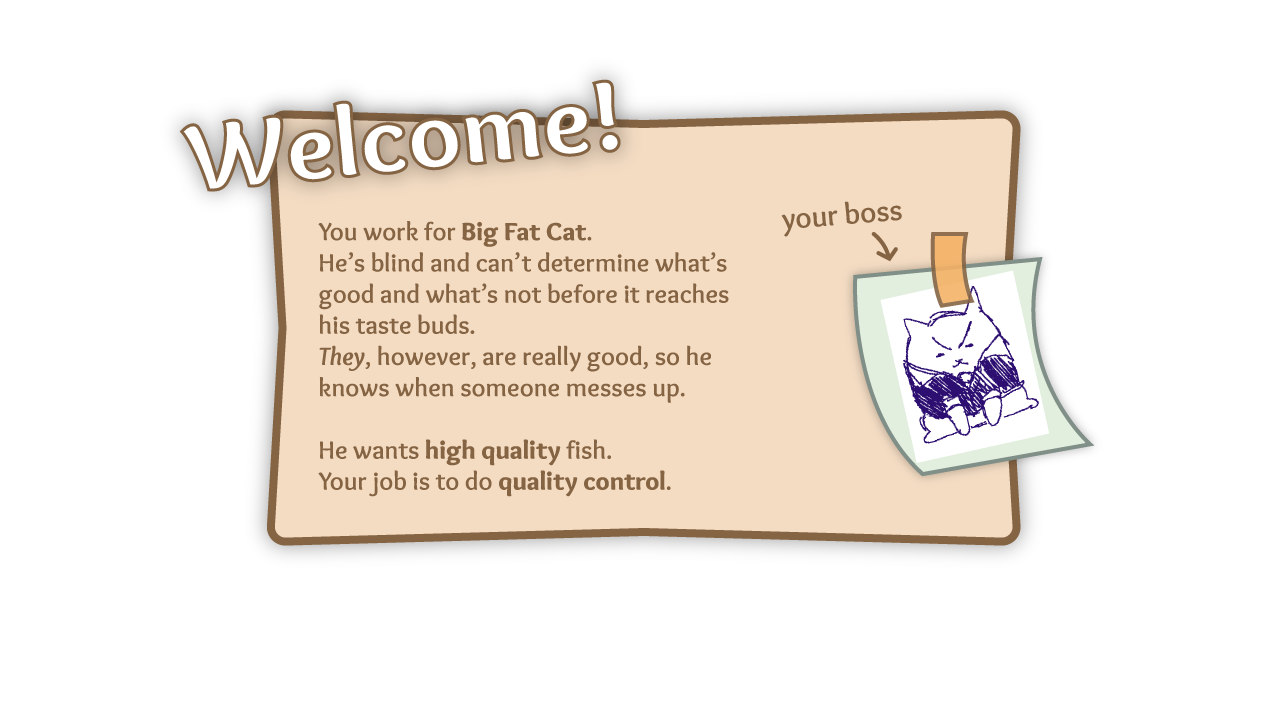 Welcome!
You work for Big Fat Cat.
He’s blind and can’t determine what’s
good and what’s not before it reaches
his taste buds.
They, however, are really good, so he
knows when someone messes up.
He wants high quality fish.
Your job is to do quality control.
your boss